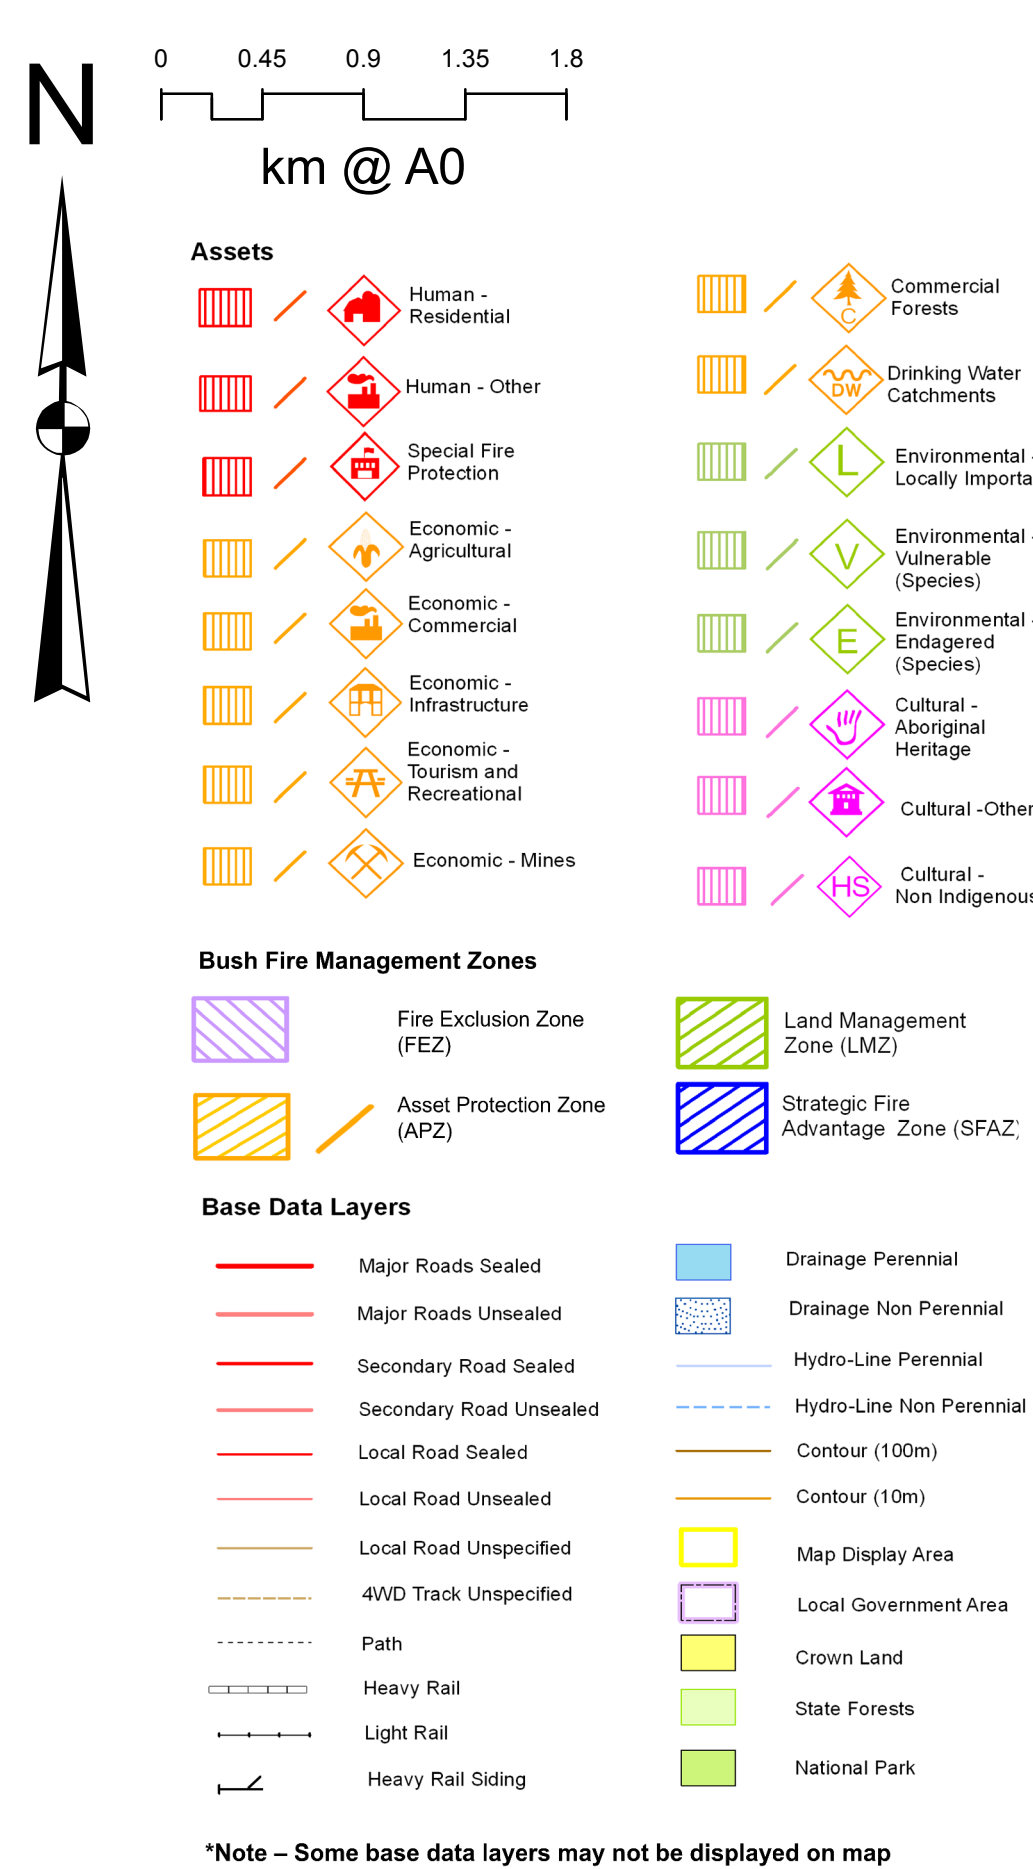 N
0 0.45 0.9 1.35 1.8
km @ A0
Assets
Human -
Residential
Human - Other
Special Fire
Protection
Economic -
Agricultural
Economic -
Commercial
Economic -
Infrastructure
Economic -
Tourism and
Recreational
Economic - Mines
C
Commercial
Forests
DW
Drinking Water
Catchments
L
Environmental -
Locally Importa
V
Environmental -
Vulnerable
(Species)
E
Environmental -
Endagered
(Species)
Cultural -
Aboriginal
Heritage
Cultural -Other
HS
Cultural -
Non Indigenous
Bush Fire Management Zones
Fire Exclusion Zone
(FEZ)
Asset Protection Zone
(APZ)
Land Management
Zone (LMZ)
Strategic Fire
Advantage Zone (SFAZ)
Base Data Layers
Major Roads Sealed
Major Roads Unsealed
Secondary Road Sealed
Secondary Road Unsealed
Local Road Sealed
Local Road Unsealed
Local Road Unspecified
4WD Track Unspecified
Path
Heavy Rail
Light Rail
Heavy Rail Siding
Drainage Perennial
Drainage Non Perennial
Hydro-Line Perennial
Hydro-Line Non Perennial
Contour (100m)
Contour (10m)
Map Display Area
Local Government Area
Crown Land
State Forests
National Park
*Note – Some base data layers may not be displayed on map